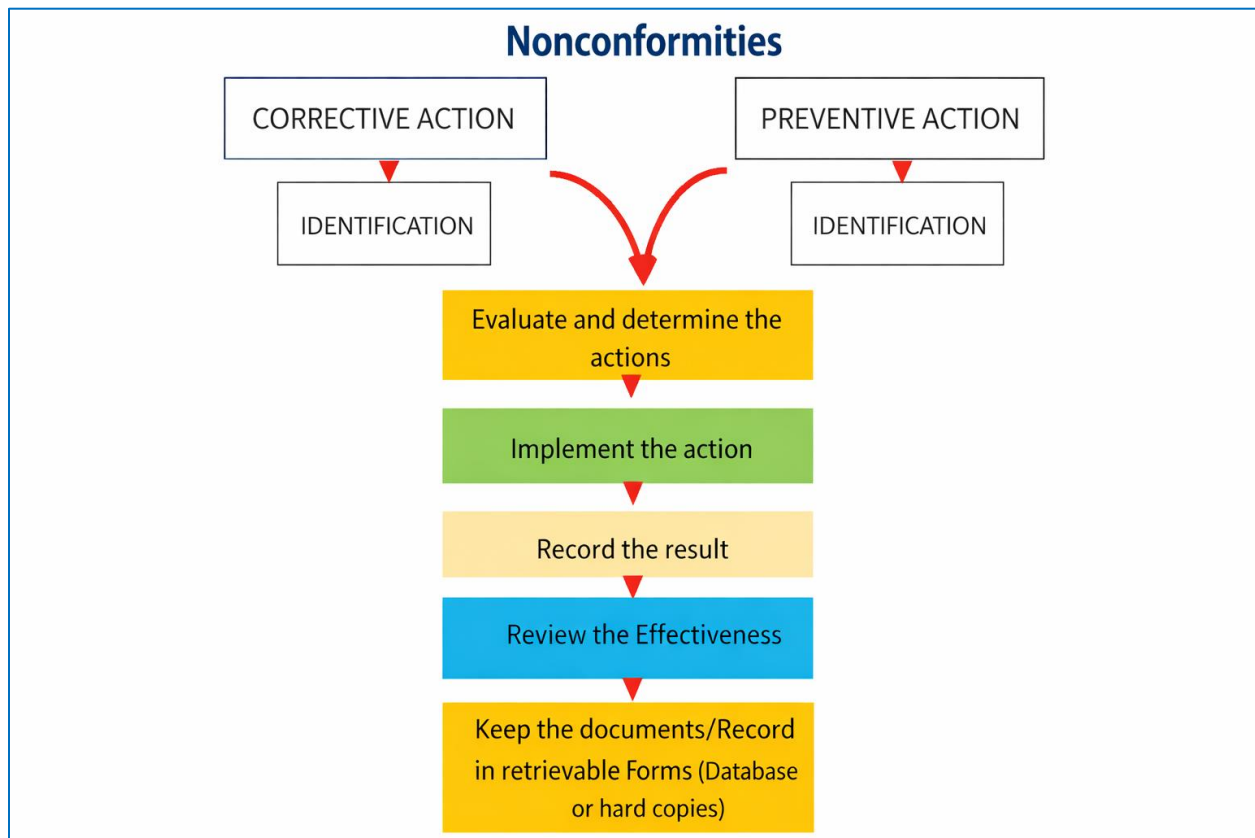 Nonconformities
CORRECTIVE ACTION
PREVENTIVE ACTION
IDENTIFICATION
IDENTIFICATION
Evaluate and determine the
actions
Implement the action
Record the result
Review the Effectiveness
Keep the documents/Record
in retrievable Forms (Database
or hard copies)